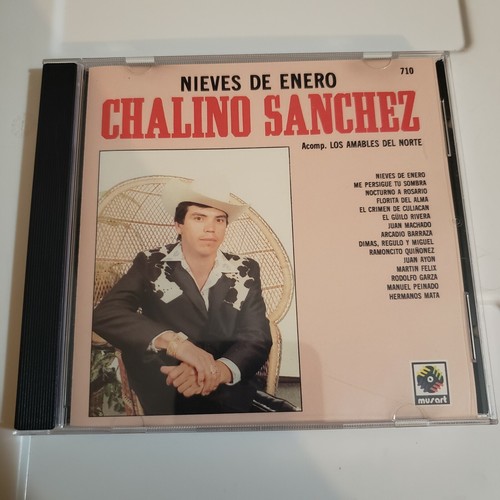 NIEVES DE ENERO
710
CHALINO SANCHEZ
Acomp. LOS AMABLES DEL NORTE
NIEVES DE ENERO
ME PERSIGUE TU SOMBRA
NOCTURNO A ROSARIO
FLORITA DEL ALMA
EL CRIMEN DE CULIACAN
EL GÜILO RIVERA
JUAN MACHADO
ARCADIO BARRAZA
DIMAS, REGULO Y MIGUEL
RAMONCITO QUIÑONEZ
JUAN AYON
MARTIN FELIX
RODOLFO GARZA
MANUEL PEINADO
HERMANOS MATA
musart